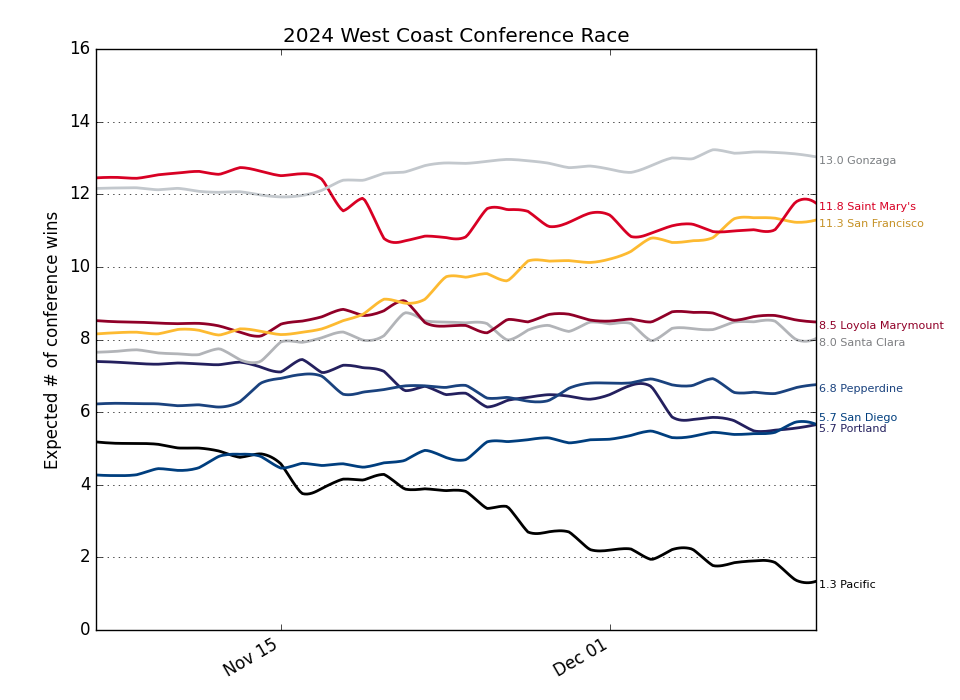 2024 West Coast Conference Race
Expected # of conference wins
16
14
12
10
8
6
4
2
0
Nov 15
Dec 01
13.0 Gonzaga
11.8 Saint Mary's
11.3 San Francisco
8.5 Loyola Marymount
8.0 Santa Clara
6.8 Pepperdine
5.7 San Diego
5.7 Portland
1.3 Pacific